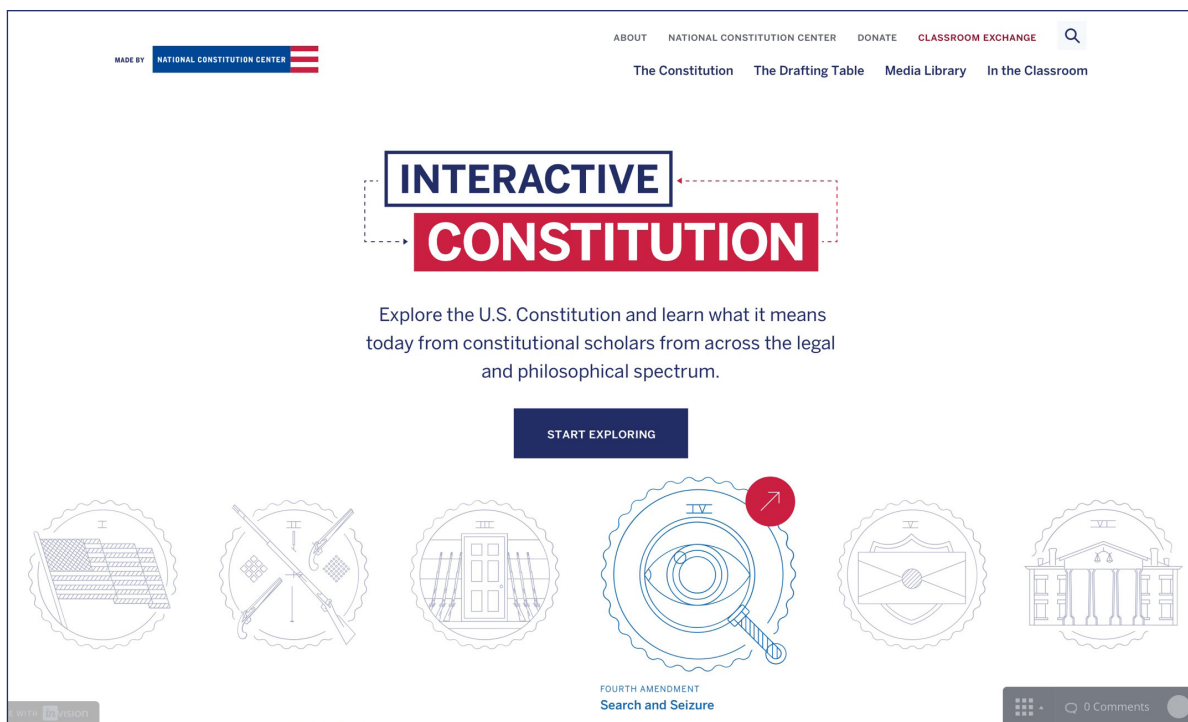 ABOUT NATIONAL CONSTITUTION CENTER DONATE CLASSROOM EXCHANGE
MADE BY NATIONAL CONSTITUTION CENTER
The Constitution The Drafting Table Media Library In the Classroom
INTERACTIVE
CONSTITUTION
Explore the U.S. Constitution and learn what it means
today from constitutional scholars from across the legal
and philosophical spectrum.
START EXPLORING
I II III IV V VI
FOURTH AMENDMENT
Search and Seizure
WITH invision
0 Comments